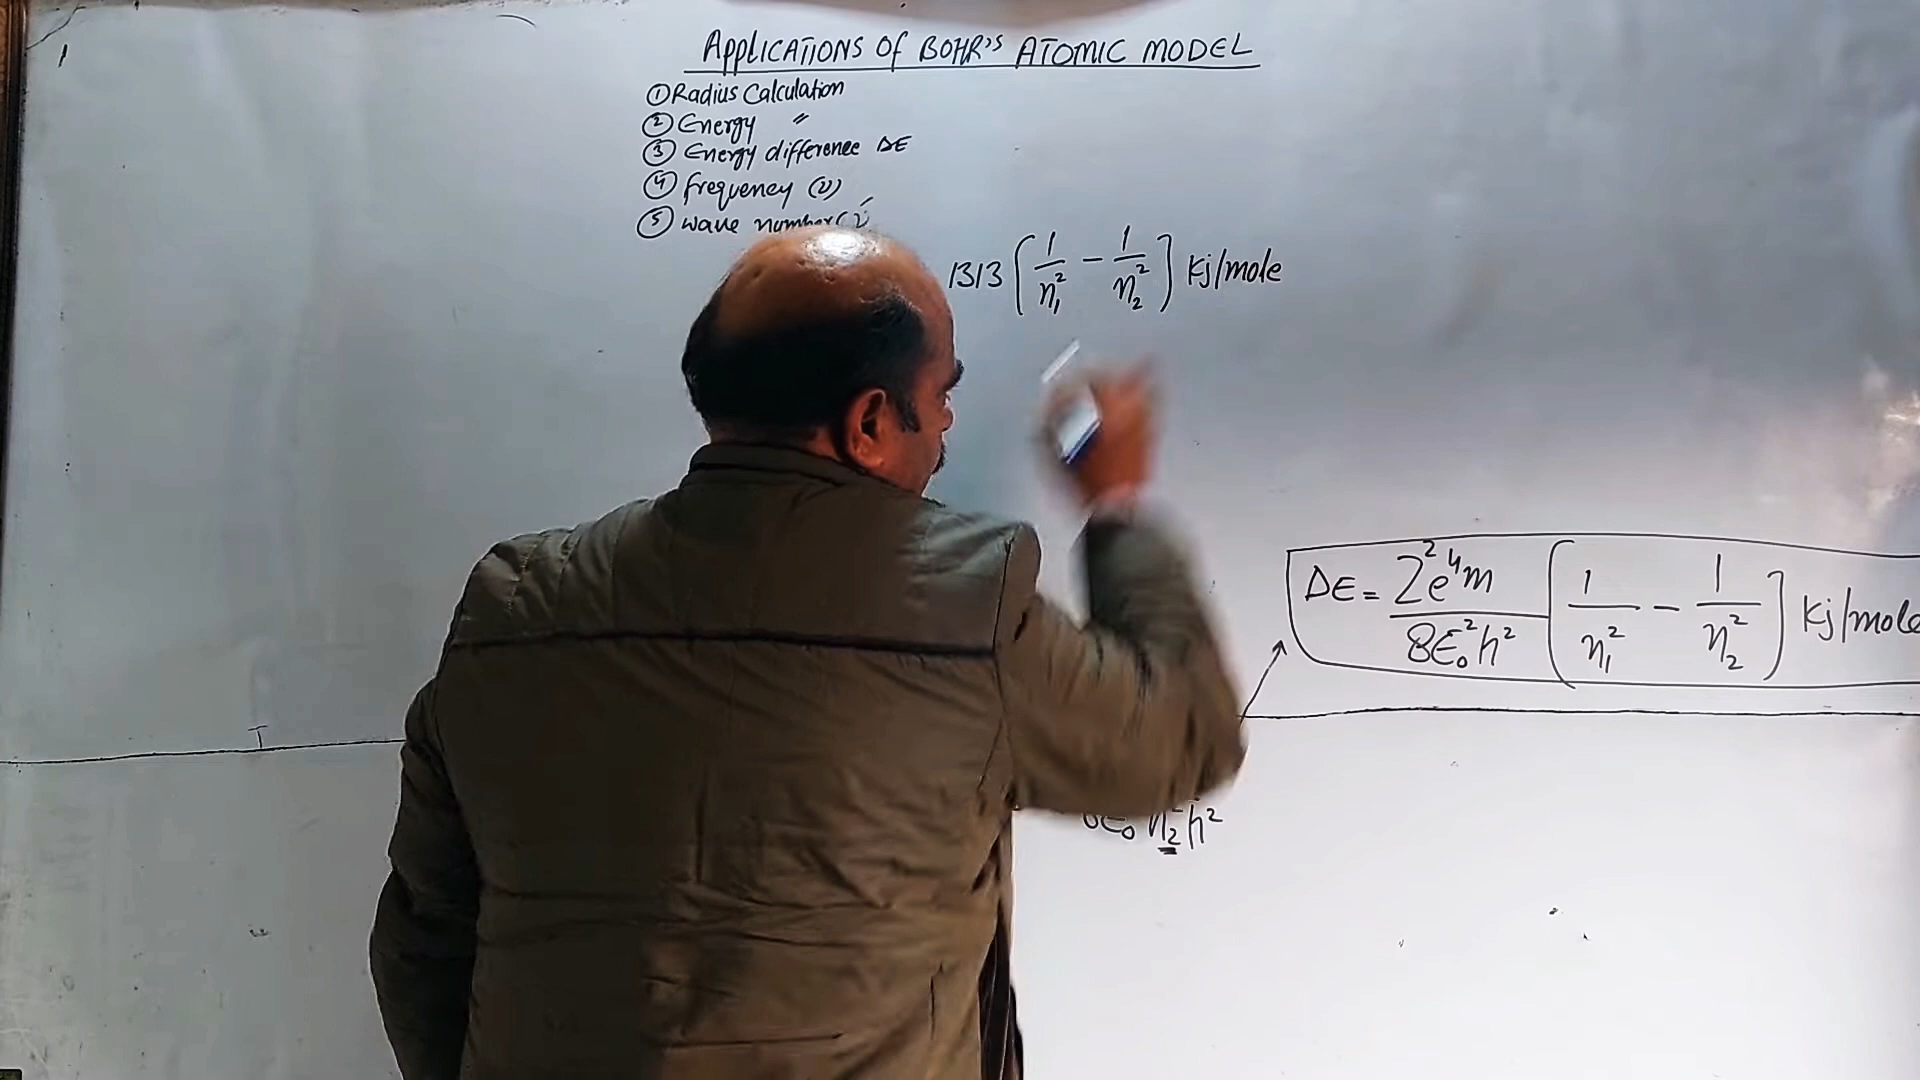 APPLICATIONS OF BOHR'S ATOMIC MODEL
① Radius Calculation
② Energy "
③ Energy difference ΔE
④ frequency (ν)
⑤ wave number (ν̄
1313 [1/n₁² - 1/n₂²] Kj/mole
ΔE = Z²e⁴m/8ε₀²h² [1/n₁² - 1/n₂²] Kj/mole
n₂²h²